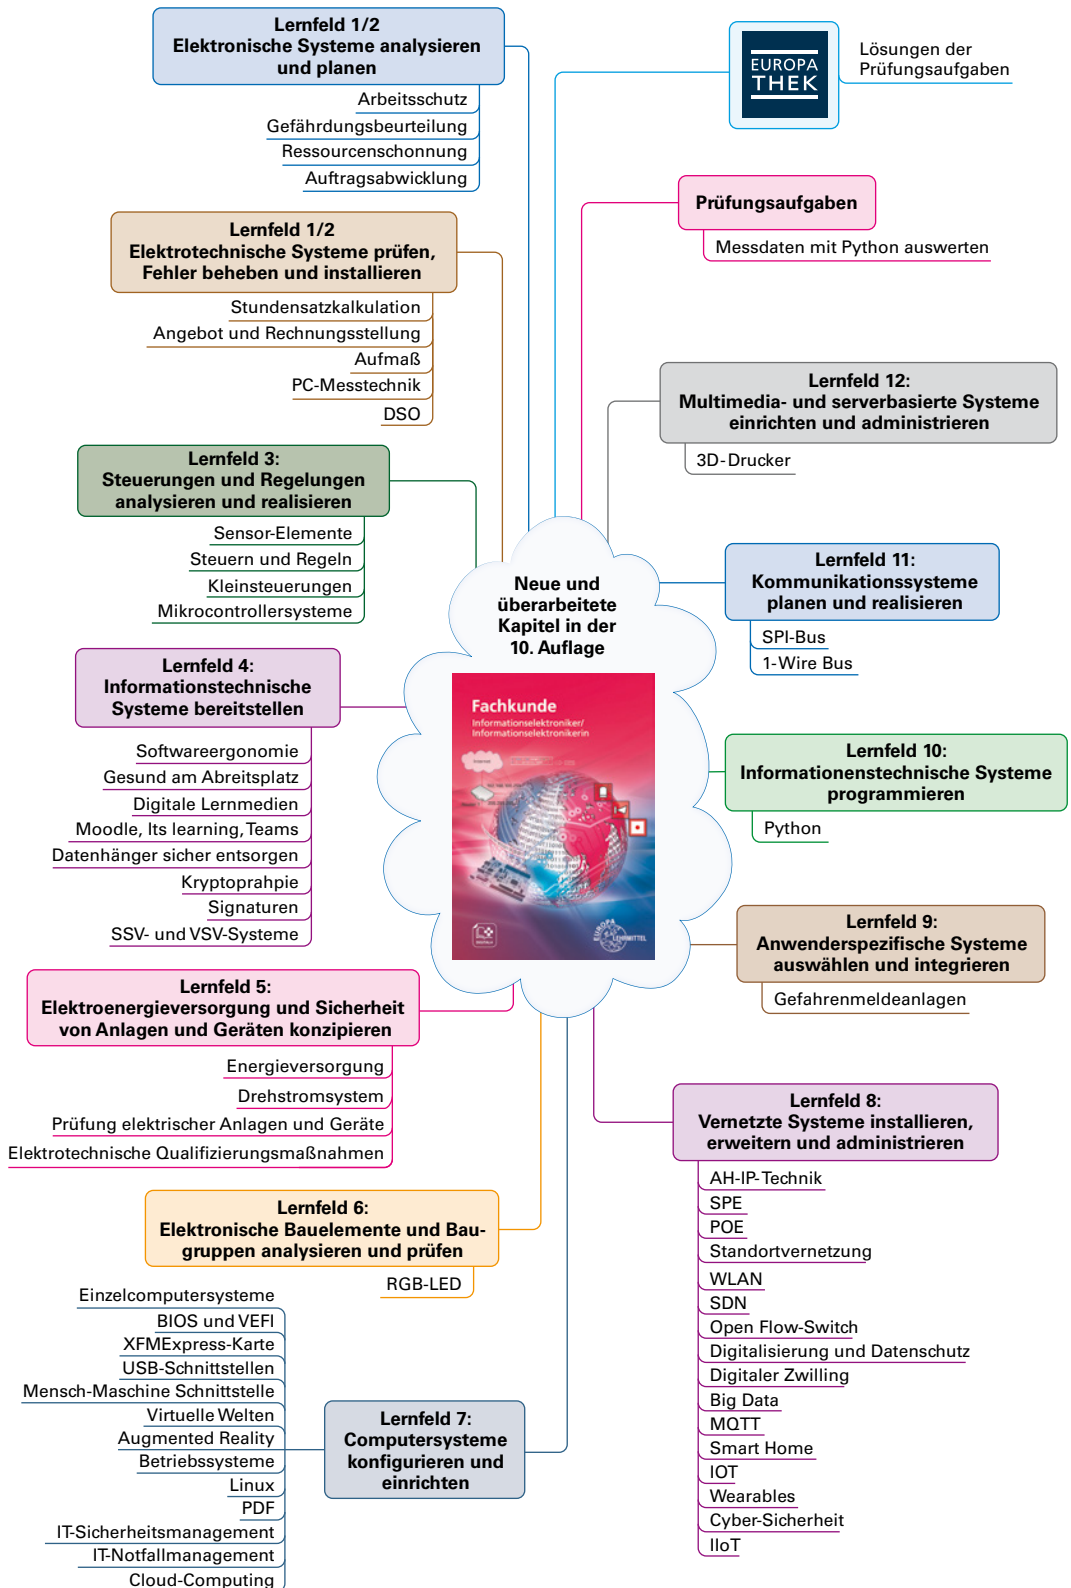 Lernfeld 1/2
Elektronische Systeme analysieren
und planen
Arbeitsschutz
Gefährdungsbeurteilung
Ressourcenschonnung
Auftragsabwicklung
Lernfeld 1/2
Elektrotechnische Systeme prüfen,
Fehler beheben und installieren
Stundensatzkalkulation
Angebot und Rechnungsstellung
Aufmaß
PC-Messtechnik
DSO
Lernfeld 3:
Steuerungen und Regelungen
analysieren und realisieren
Sensor-Elemente
Steuern und Regeln
Kleinsteuerungen
Mikrocontrollersysteme
Lernfeld 4:
Informationstechnische
Systeme bereitstellen
Softwareergonomie
Gesund am Abreitsplatz
Digitale Lernmedien
Moodle, Its learning, Teams
Datenhänger sicher entsorgen
Kryptoprahpie
Signaturen
SSV- und VSV-Systeme
Lernfeld 5:
Elektroenergieversorgung und Sicherheit
von Anlagen und Geräten konzipieren
Energieversorgung
Drehstromsystem
Prüfung elektrischer Anlagen und Geräte
Elektrotechnische Qualifizierungsmaßnahmen
Lernfeld 6:
Elektronische Bauelemente und Bau-
gruppen analysieren und prüfen
RGB-LED
Einzelcomputersysteme
BIOS und VEFI
XFMExpress-Karte
USB-Schnittstellen
Mensch-Maschine Schnittstelle
Virtuelle Welten
Augmented Reality
Betriebssysteme
Linux
PDF
IT-Sicherheitsmanagement
IT-Notfallmanagement
Cloud-Computing
Lernfeld 7:
Computersysteme
konfigurieren und
einrichten
Neue und
überarbeitete
Kapitel in der
10. Auflage
Fachkunde
Informationselektroniker/
Informationselektronikerin
Internet
EUROPA
LEHRMITTEL
EUROPA
THEK
Lösungen der
Prüfungsaufgaben
Prüfungsaufgaben
Messdaten mit Python auswerten
Lernfeld 12:
Multimedia- und serverbasierte Systeme
einrichten und administrieren
3D-Drucker
Lernfeld 11:
Kommunikationssysteme
planen und realisieren
SPI-Bus
1-Wire Bus
Lernfeld 10:
Informationenstechnische Systeme
programmieren
Python
Lernfeld 9:
Anwenderspezifische Systeme
auswählen und integrieren
Gefahrenmeldeanlagen
Lernfeld 8:
Vernetzte Systeme installieren,
erweitern und administrieren
AH-IP-Technik
SPE
POE
Standortvernetzung
WLAN
SDN
Open Flow-Switch
Digitalisierung und Datenschutz
Digitaler Zwilling
Big Data
MQTT
Smart Home
IOT
Wearables
Cyber-Sicherheit
IIoT